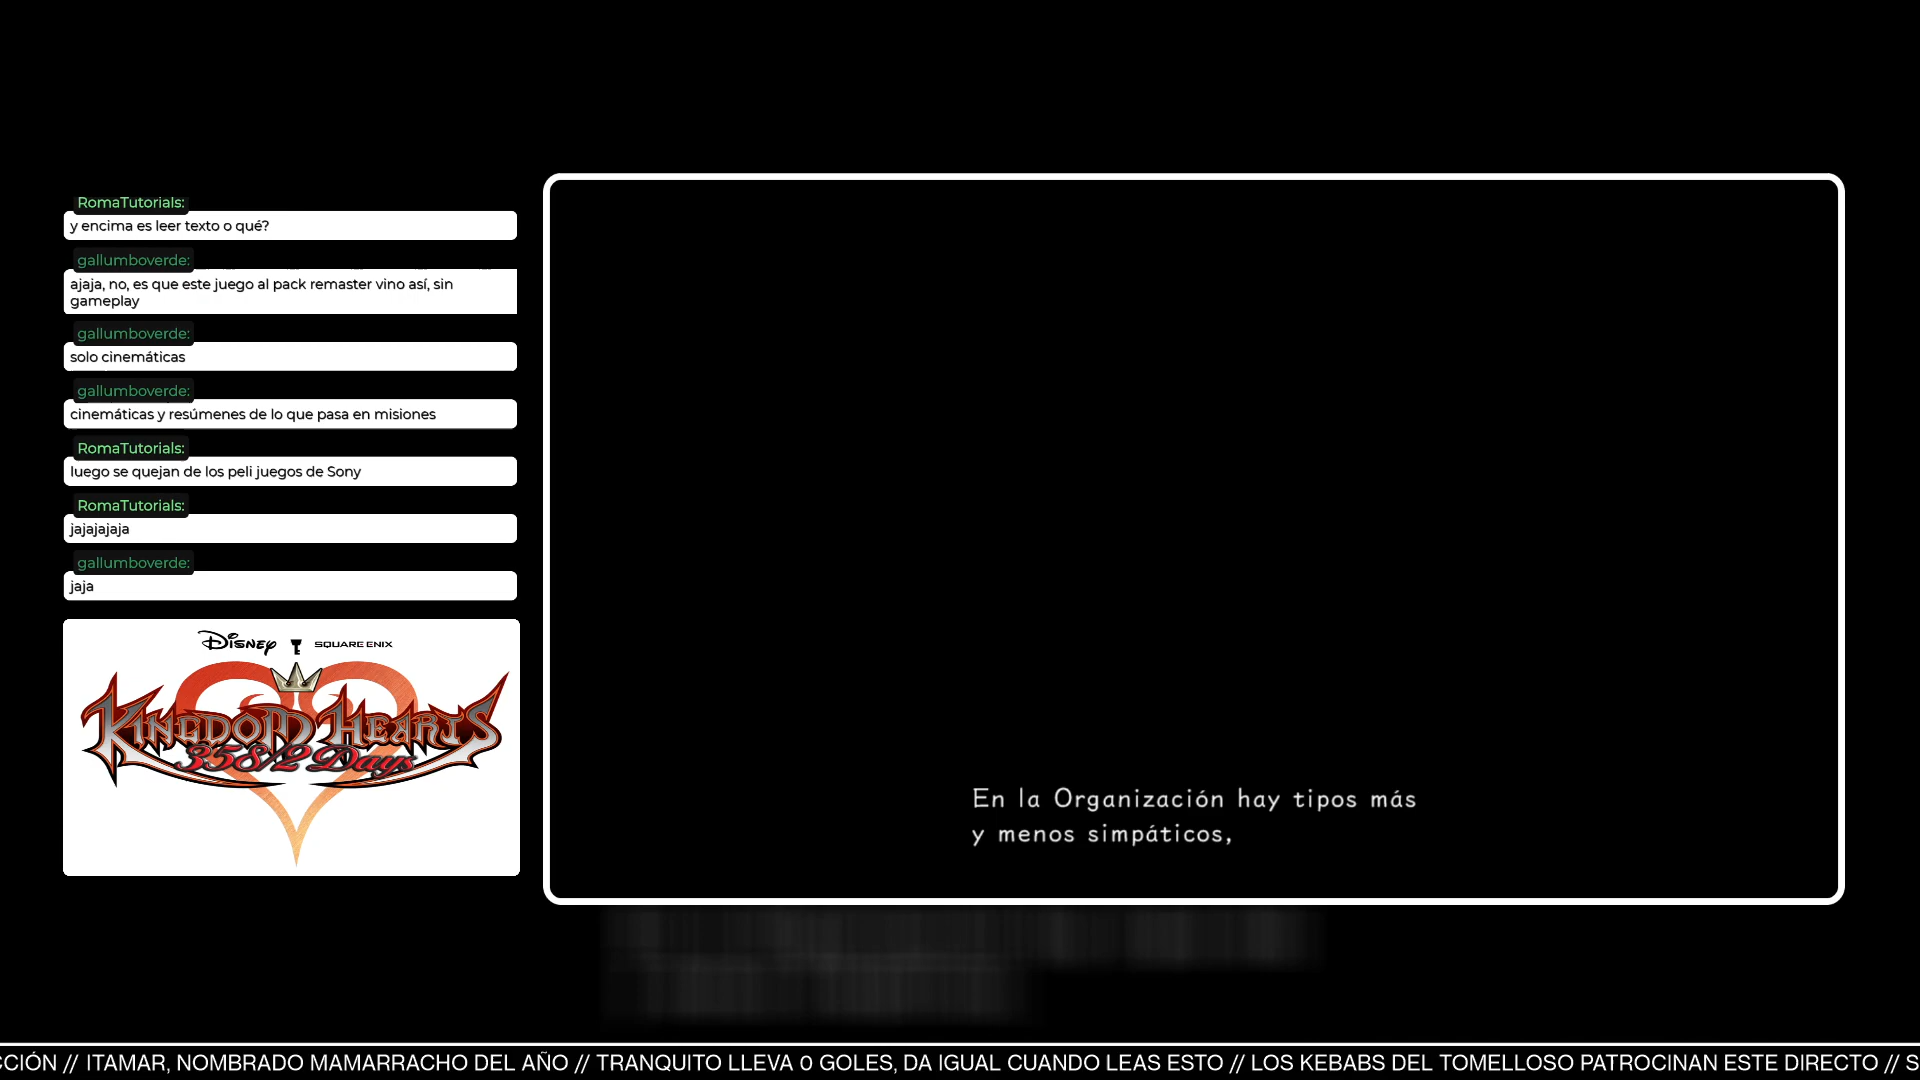 RomaTutorials:
y encima es leer texto o qué?
gallumboverde:
ajaja, no, es que este juego al pack remaster vino así, sin
gameplay
gallumboverde:
solo cinemáticas
gallumboverde:
cinemáticas y resúmenes de lo que pasa en misiones
RomaTutorials:
luego se quejan de los peli juegos de Sony
RomaTutorials:
jajajajaja
gallumboverde:
jaja
Disney SQUARE ENIX
KINGDOM HEARTS
358/2 Days
En la Organización hay tipos más
y menos simpáticos,
CCIÓN // ITAMAR, NOMBRADO MAMARRACHO DEL AÑO // TRANQUITO LLEVA 0 GOLES, DA IGUAL CUANDO LEAS ESTO // LOS KEBABS DEL TOMELLOSO PATROCINAN ESTE DIRECTO // S